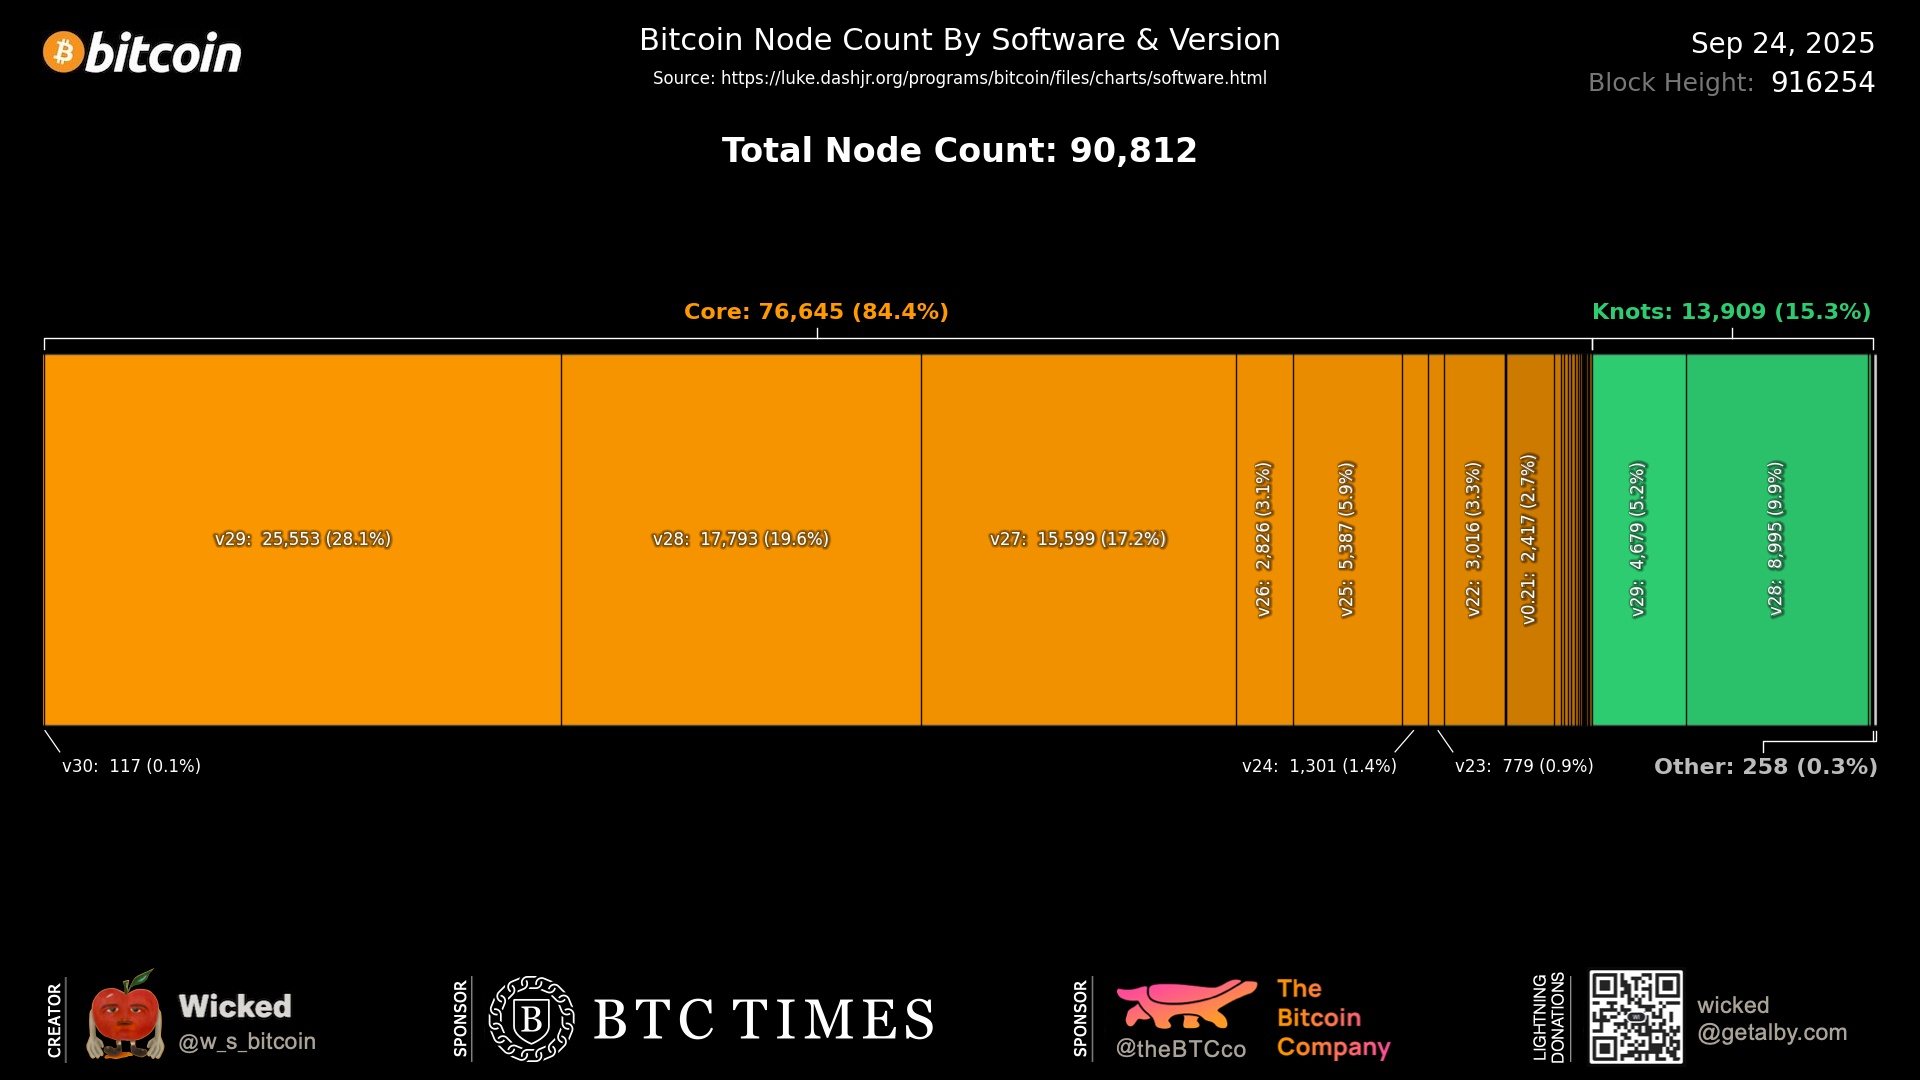 bitcoin
Bitcoin Node Count By Software & Version
Source: https://luke.dashjr.org/programs/bitcoin/files/charts/software.html
Sep 24, 2025
Block Height: 916254
Total Node Count: 90,812
Core: 76,645 (84.4%)
Knots: 13,909 (15.3%)
v29: 25,553 (28.1%)
v28: 17,793 (19.6%)
v27: 15,599 (17.2%)
v26: 2,826 (3.1%)
v25: 5,387 (5.9%)
v22: 3,016 (3.3%)
v0.21: 2,417 (2.7%)
v29: 4,679 (5.2%)
v28: 8,995 (9.9%)
v30: 117 (0.1%)
v24: 1,301 (1.4%)
v23: 779 (0.9%)
Other: 258 (0.3%)
CREATOR
Wicked
@w_s_bitcoin
SPONSOR
B
BTC TIMES
SPONSOR
@theBTCco
The
Bitcoin
Company
LIGHTNING
DONATIONS
wicked
@getalby.com